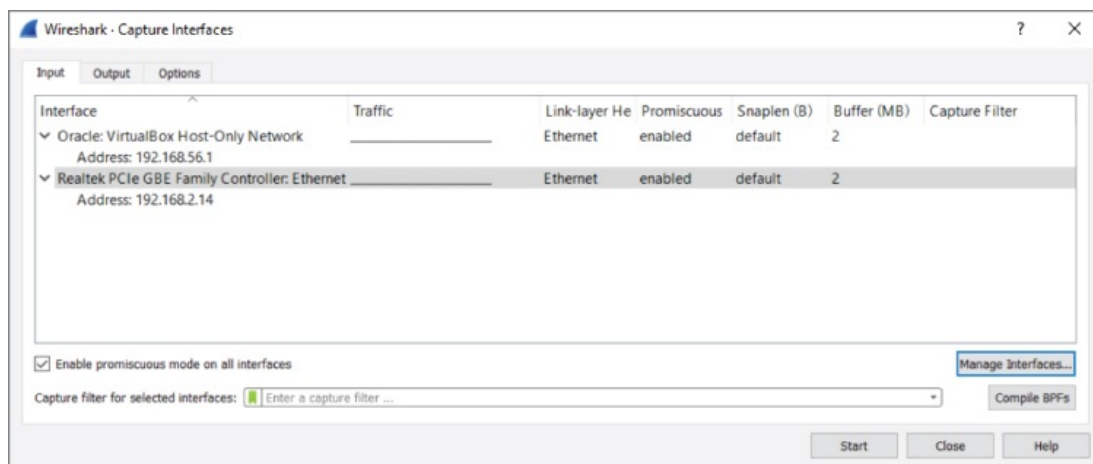 Wireshark · Capture Interfaces ? X
Input Output Options
Interface Traffic Link-layer He Promiscuous Snaplen (B) Buffer (MB) Capture Filter
Oracle: VirtualBox Host-Only Network Ethernet enabled default 2
Address: 192.168.56.1
Realtek PCIe GBE Family Controller: Ethernet Ethernet enabled default 2
Address: 192.168.2.14
Enable promiscuous mode on all interfaces Manage Interfaces...
Capture filter for selected interfaces: Enter a capture filter ... Compile BPFs
Start Close Help